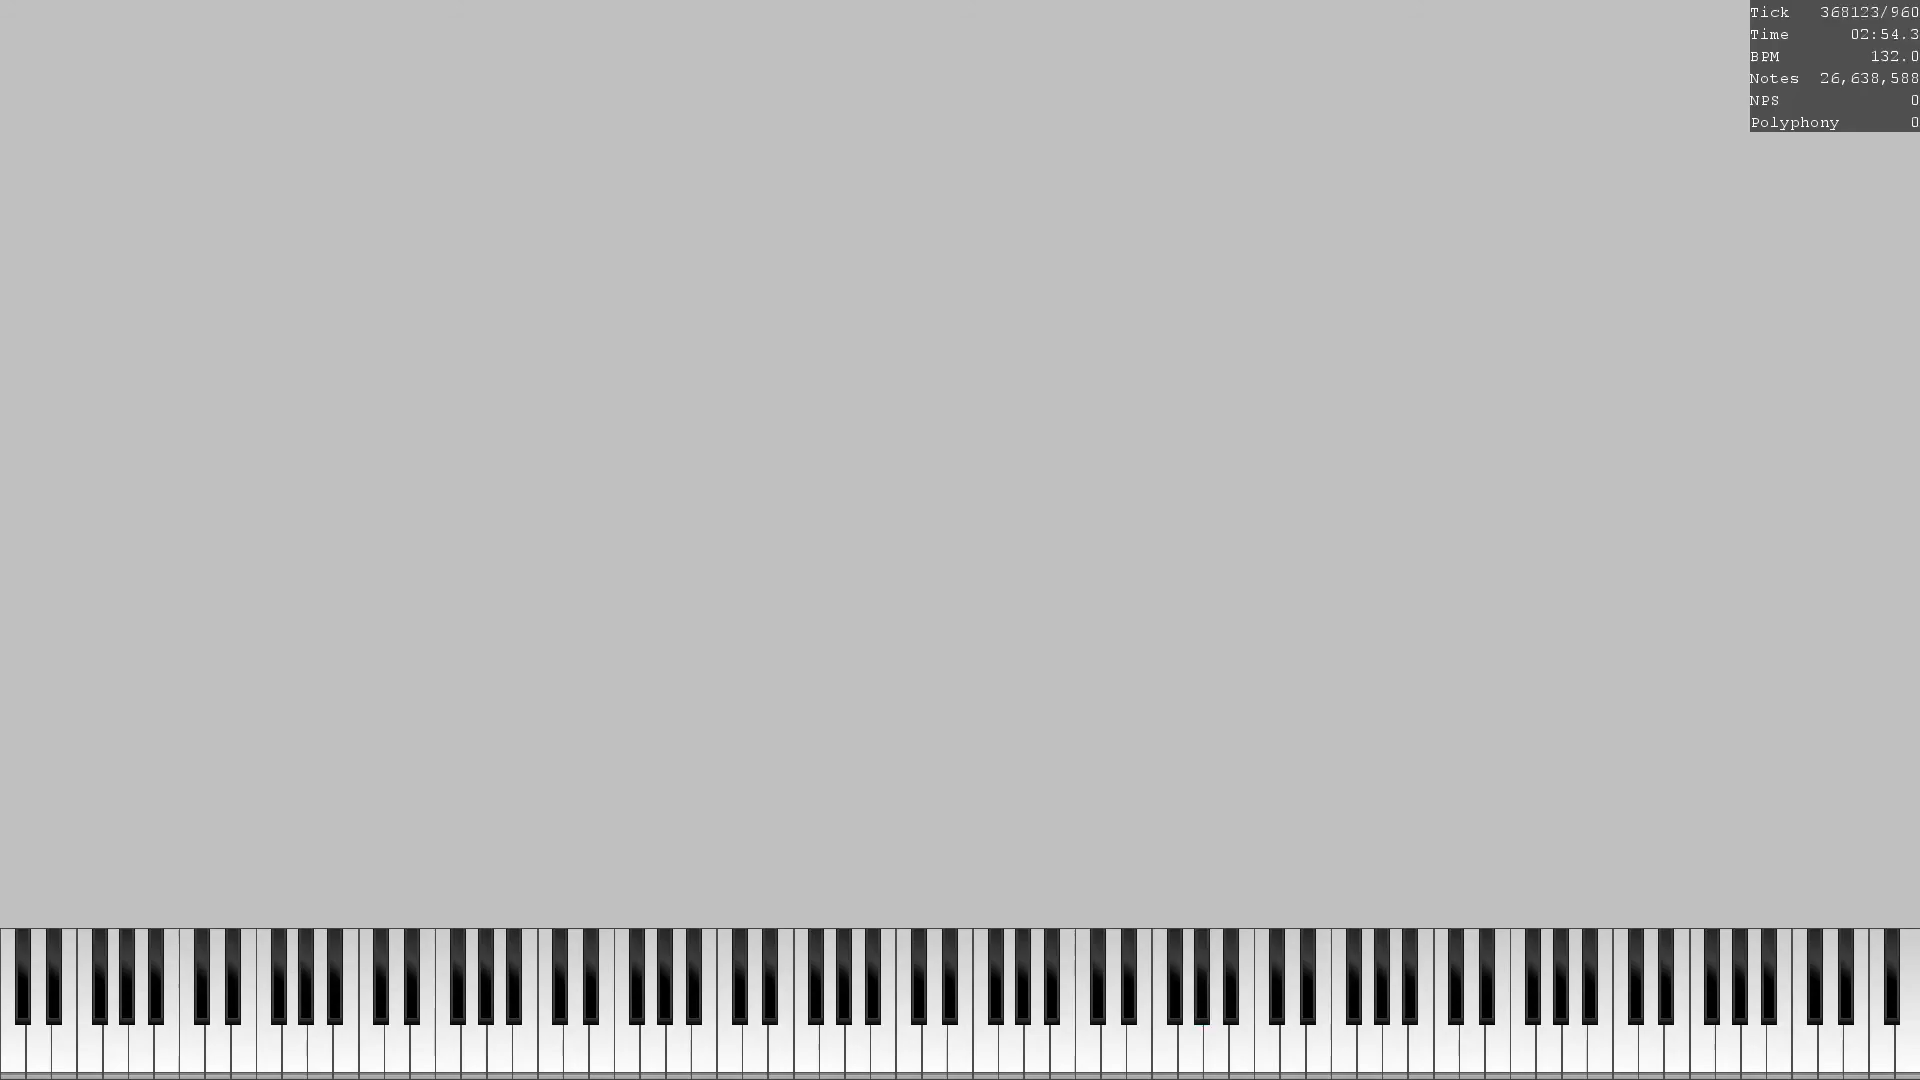 Tick 368123/960
Time 02:54.3
BPM 132.0
Notes 26,638,588
NPS 0
Polyphony 0